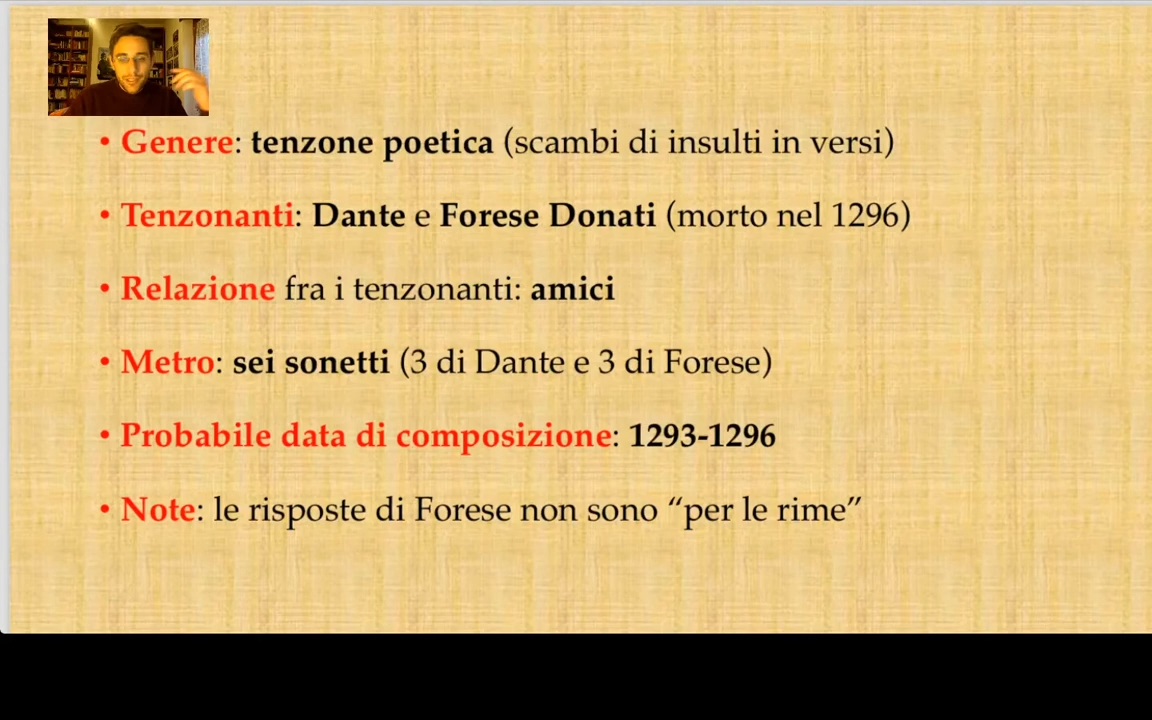 • Genere: tenzone poetica (scambi di insulti in versi)
• Tenzonanti: Dante e Forese Donati (morto nel 1296)
• Relazione fra i tenzonanti: amici
• Metro: sei sonetti (3 di Dante e 3 di Forese)
• Probabile data di composizione: 1293-1296
• Note: le risposte di Forese non sono “per le rime”